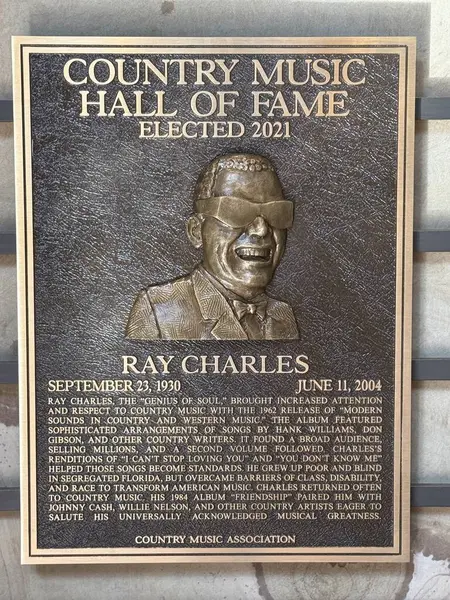 COUNTRY MUSIC
HALL OF FAME
ELECTED 2021
RAY CHARLES
SEPTEMBER 23, 1930 JUNE 11, 2004
RAY CHARLES, THE "GENIUS OF SOUL," BROUGHT INCREASED ATTENTION
AND RESPECT TO COUNTRY MUSIC WITH THE 1962 RELEASE OF "MODERN
SOUNDS IN COUNTRY AND WESTERN MUSIC." THE ALBUM FEATURED
SOPHISTICATED ARRANGEMENTS OF SONGS BY HANK WILLIAMS, DON
GIBSON, AND OTHER COUNTRY WRITERS. IT FOUND A BROAD AUDIENCE,
SELLING MILLIONS, AND A SECOND VOLUME FOLLOWED. CHARLES'S
RENDITIONS OF "I CAN'T STOP LOVING YOU" AND "YOU DON'T KNOW ME"
HELPED THOSE SONGS BECOME STANDARDS. HE GREW UP POOR AND BLIND
IN SEGREGATED FLORIDA, BUT OVERCAME BARRIERS OF CLASS, DISABILITY,
AND RACE TO TRANSFORM AMERICAN MUSIC. CHARLES RETURNED OFTEN
TO COUNTRY MUSIC. HIS 1984 ALBUM "FRIENDSHIP" PAIRED HIM WITH
JOHNNY CASH, WILLIE NELSON, AND OTHER COUNTRY ARTISTS EAGER TO
SALUTE HIS UNIVERSALLY ACKNOWLEDGED MUSICAL GREATNESS.
COUNTRY MUSIC ASSOCIATION